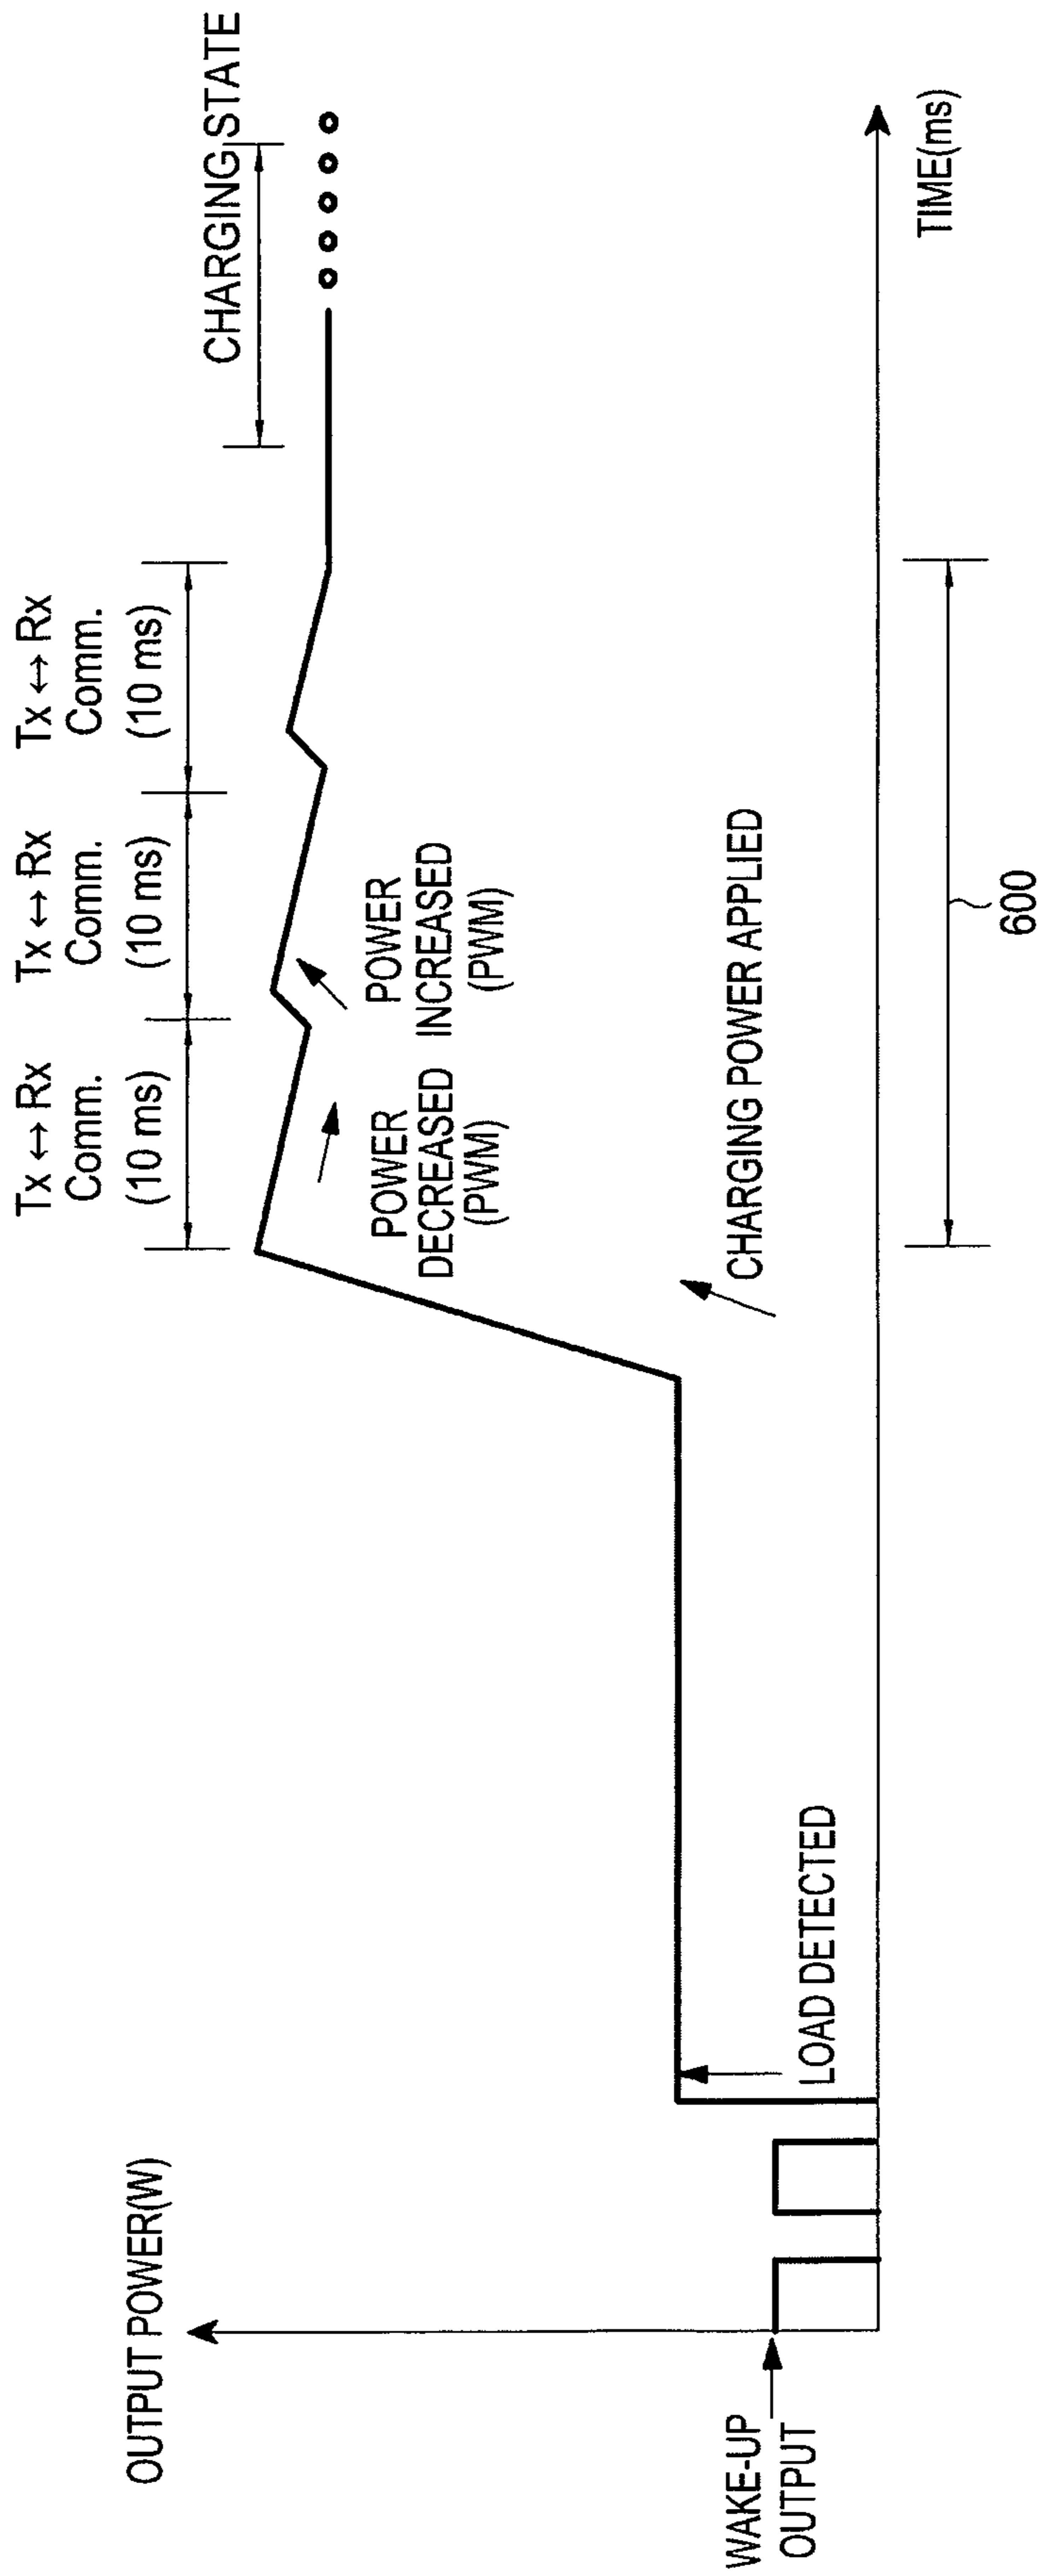 OUTPUT POWER(W)
WAKE-UP
OUTPUT
LOAD DETECTED
CHARGING POWER APPLIED
POWER
DECREASED
(PWM)
POWER
INCREASED
(PWM)
Tx ↔ Rx
Comm.
(10 ms)
Tx ↔ Rx
Comm.
(10 ms)
Tx ↔ Rx
Comm.
(10 ms)
CHARGING STATE
600
TIME(ms)